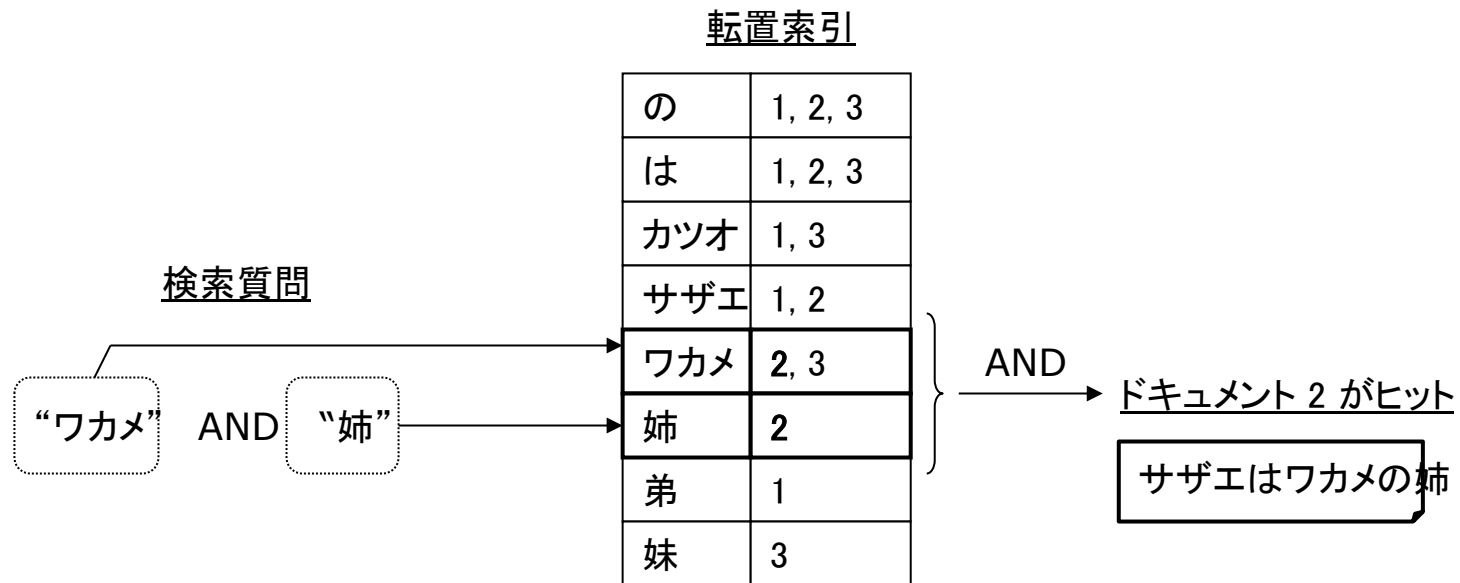 転置索引
の 1, 2, 3
は 1, 2, 3
カツオ 1, 3
サザエ 1, 2
ワカメ 2, 3
姉 2
弟 1
妹 3
検索質問
“ワカメ” AND 〝姉”
AND
ドキュメント 2 がヒット
サザエはワカメの姉